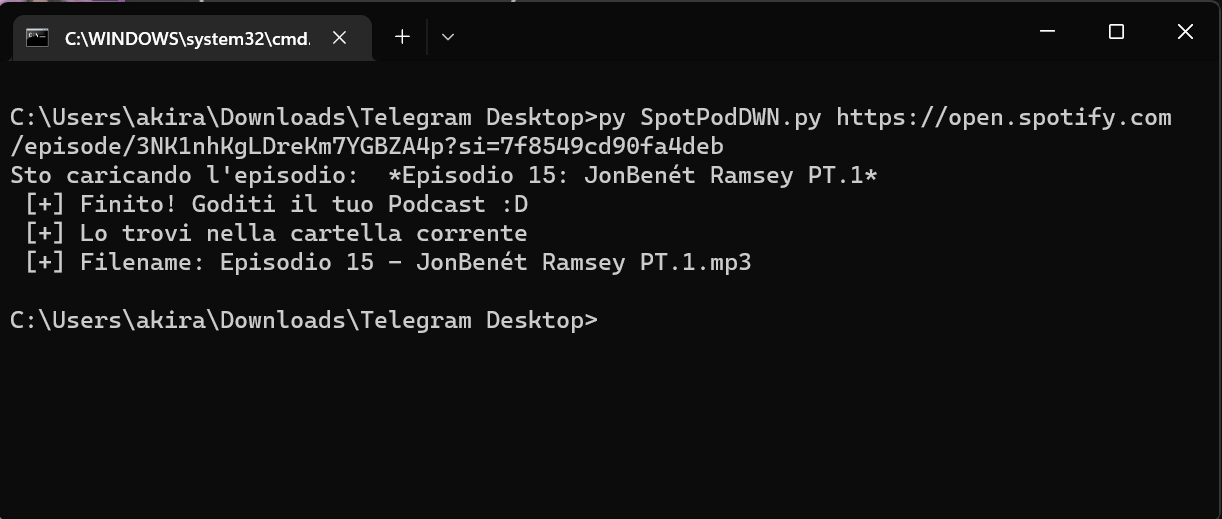 C:\WINDOWS\system32\cmd.
C:\Users\akira\Downloads\Telegram Desktop>py SpotPodDWN.py https://open.spotify.com
/episode/3NK1nhKgLDreKm7YGBZA4p?si=7f8549cd90fa4deb
Sto caricando l'episodio:  *Episodio 15: JonBenét Ramsey PT.1*
[+] Finito! Goditi il tuo Podcast :D
[+] Lo trovi nella cartella corrente
[+] Filename: Episodio 15 - JonBenét Ramsey PT.1.mp3
C:\Users\akira\Downloads\Telegram Desktop>